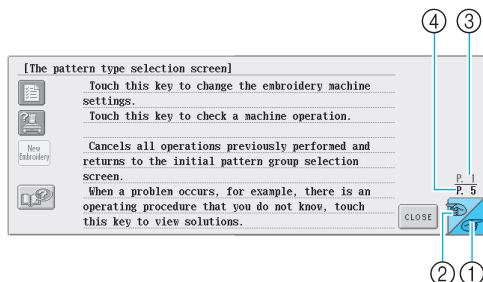 ④ ③
[The pattern type selection screen]
Touch this key to change the embroidery machine
settings.
Touch this key to check a machine operation.
New
Embroidery
Cancels all operations previously performed and
returns to the initial pattern group selection
screen.
When a problem occurs, for example, there is an
operating procedure that you do not know, touch
this key to view solutions.
P. 1
P. 5
CLOSE
② ①